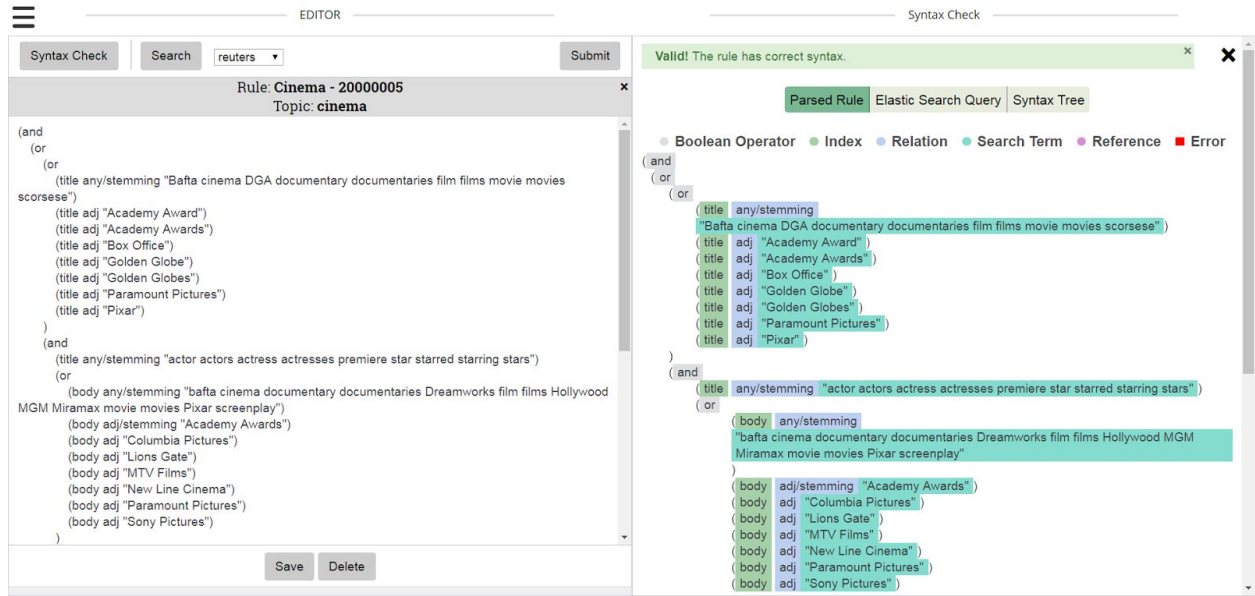 EDITOR
Syntax Check Search reuters Submit
Rule: Cinema - 20000005
Topic: cinema
(and
(or
(or
(title any/stemming "Bafta cinema DGA documentary documentaries film films movie movies
scorsese")
(title adj "Academy Award")
(title adj "Academy Awards")
(title adj "Box Office")
(title adj "Golden Globe")
(title adj "Golden Globes")
(title adj "Paramount Pictures")
(title adj "Pixar")
)
(and
(title any/stemming "actor actors actress actresses premiere star starred starring stars")
(or
(body any/stemming "bafta cinema documentary documentaries Dreamworks film films Hollywood
MGM Miramax movie movies Pixar screenplay")
(body adj/stemming "Academy Awards")
(body adj "Columbia Pictures")
(body adj "Lions Gate")
(body adj "MTV Films")
(body adj "New Line Cinema")
(body adj "Paramount Pictures")
(body adj "Sony Pictures")
)
Save Delete
Syntax Check
Valid! The rule has correct syntax.
Parsed Rule Elastic Search Query Syntax Tree
Boolean Operator Index Relation Search Term Reference Error
( and
( or
( or
( title any/stemming
"Bafta cinema DGA documentary documentaries film films movie movies scorsese" )
( title adj "Academy Award" )
( title adj "Academy Awards" )
( title adj "Box Office" )
( title adj "Golden Globe" )
( title adj "Golden Globes" )
( title adj "Paramount Pictures" )
( title adj "Pixar" )
)
( and
( title any/stemming "actor actors actress actresses premiere star starred starring stars" )
( or
( body any/stemming
"bafta cinema documentary documentaries Dreamworks film films Hollywood MGM
Miramax movie movies Pixar screenplay"
)
( body adj/stemming "Academy Awards" )
( body adj "Columbia Pictures" )
( body adj "Lions Gate" )
( body adj "MTV Films" )
( body adj "New Line Cinema" )
( body adj "Paramount Pictures" )
( body adj "Sony Pictures" )